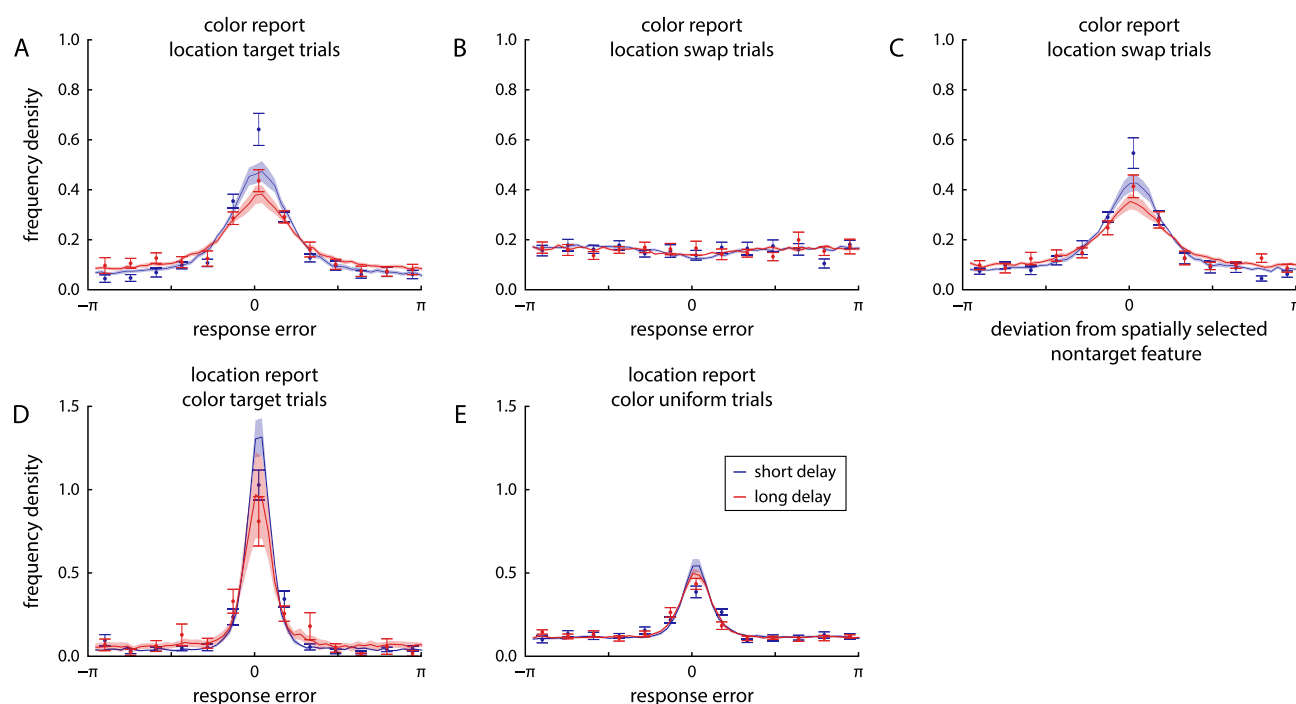 A
color report
location target trials
1.0
0.8
0.6
0.4
0.2
0.0
frequency density
−π
0
π
response error
B
color report
location swap trials
1.0
0.8
0.6
0.4
0.2
0.0
−π
0
π
response error
C
color report
location swap trials
1.0
0.8
0.6
0.4
0.2
0.0
−π
0
π
deviation from spatially selected
nontarget feature
D
location report
color target trials
1.5
1.0
0.5
0.0
frequency density
−π
0
π
response error
E
location report
color uniform trials
1.5
1.0
0.5
0.0
short delay
long delay
−π
0
π
response error